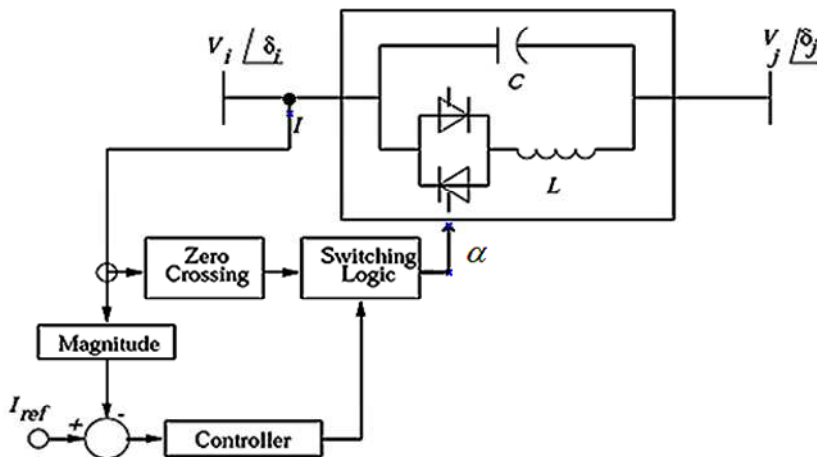 V_i /δ_i
V_j /δ_j
C
I
L
Zero
Crossing
Switching
Logic
α
Magnitude
I_ref
+
-
Controller